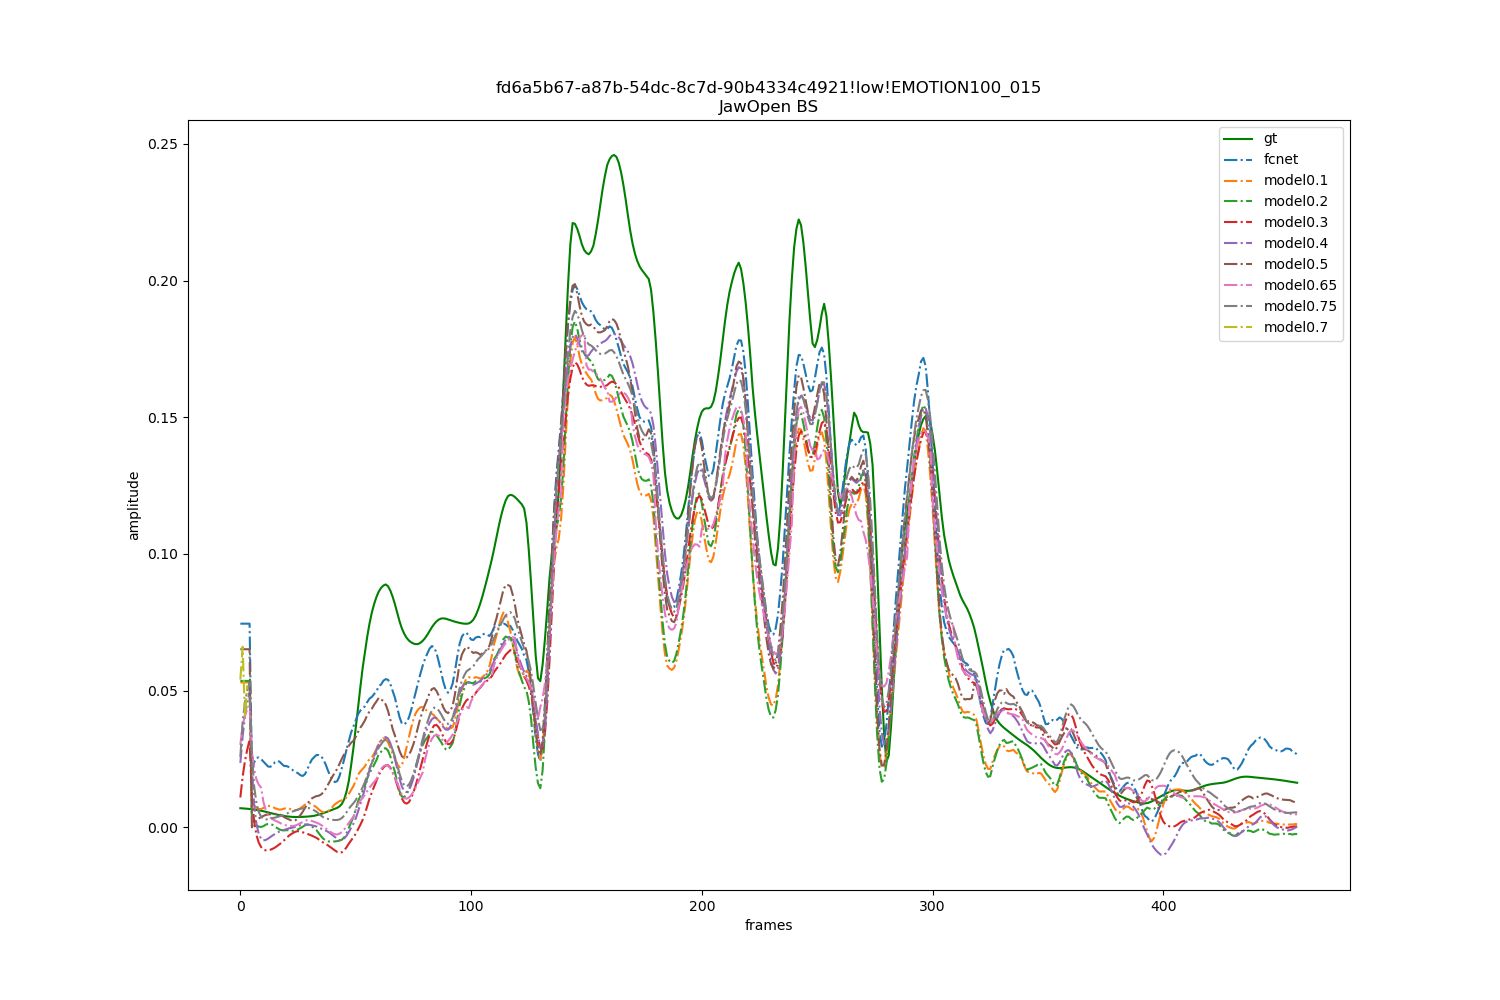 fd6a5b67-a87b-54dc-8c7d-90b4334c4921!low!EMOTION100_015
JawOpen BS
0.25
0.20
0.15
0.10
0.05
0.00
amplitude
0
100
200
300
400
frames
gt
fcnet
model0.1
model0.2
model0.3
model0.4
model0.5
model0.65
model0.75
model0.7